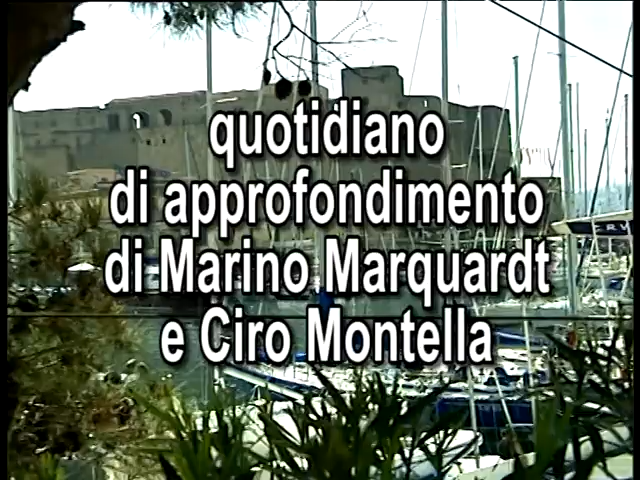 quotidiano
di approfondimento
di Marino Marquardt
e Ciro Montella
R V